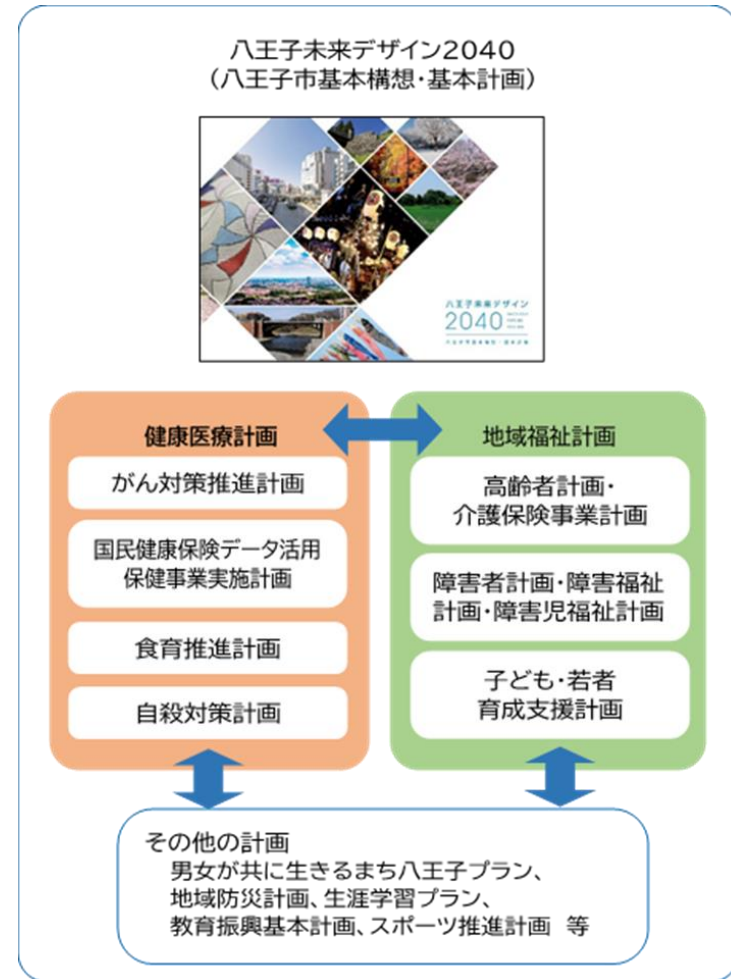 八王子未来デザイン2040
（八王子市基本構想・基本計画）
八王子未来デザイン
2040
健康医療計画
がん対策推進計画
国民健康保険データ活用
保健事業実施計画
食育推進計画
自殺対策計画
地域福祉計画
高齢者計画・
介護保険事業計画
障害者計画・障害福祉
計画・障害児福祉計画
子ども・若者
育成支援計画
その他の計画
男女が共に生きるまち八王子プラン、
地域防災計画、生涯学習プラン、
教育振興基本計画、スポーツ推進計画 等